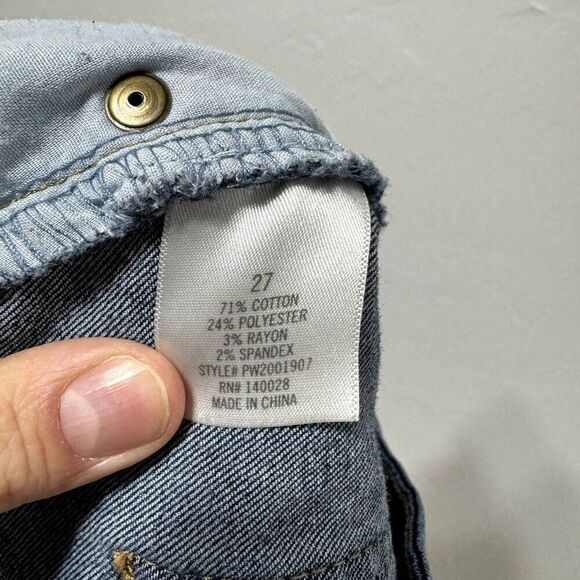 27
71% COTTON
24% POLYESTER
3% RAYON
2% SPANDEX
STYLE# PW2001907
RN# 140028
MADE IN CHINA